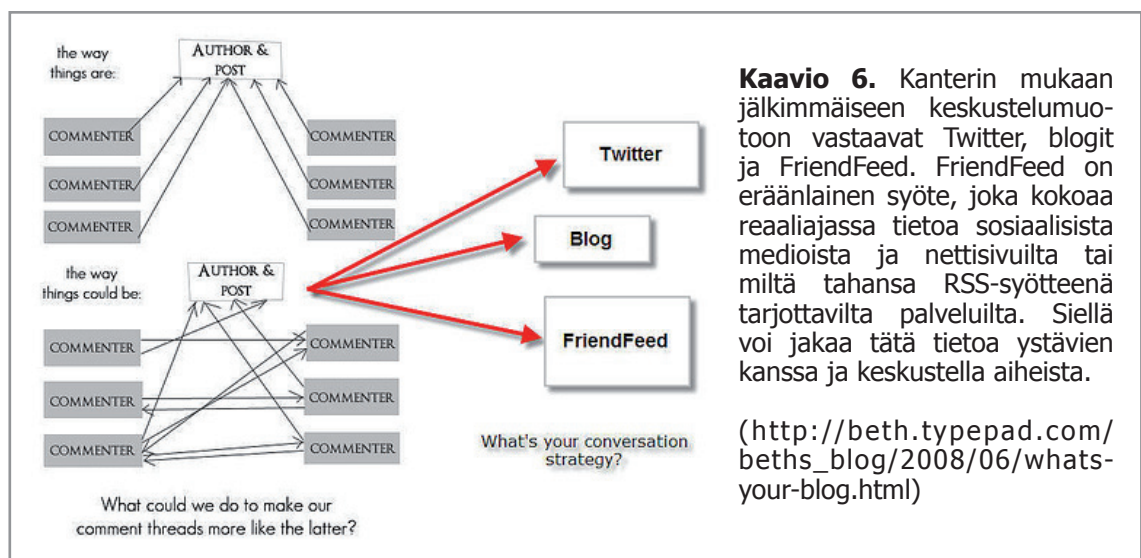 the way
things are:
AUTHOR &
POST
COMMENTER
COMMENTER
COMMENTER
COMMENTER
COMMENTER
COMMENTER
the way
things could be:
AUTHOR &
POST
COMMENTER
COMMENTER
COMMENTER
COMMENTER
COMMENTER
COMMENTER
What could we do to make our
comment threads more like the latter?
Twitter
Blog
FriendFeed
What's your conversation
strategy?
Kaavio 6. Kanterin mukaan
jälkimmäiseen keskustelumuo-
toon vastaavat Twitter, blogit
ja FriendFeed. FriendFeed on
eräänlainen syöte, joka kokoaa
reaaliajassa tietoa sosiaalisista
medioista ja nettisivuilta tai
miltä tahansa RSS-syötteenä
tarjottavilta palveluilta. Siellä
voi jakaa tätä tietoa ystävien
kanssa ja keskustella aiheista.
(http://beth.typepad.com/
beths_blog/2008/06/whats-
your-blog.html)